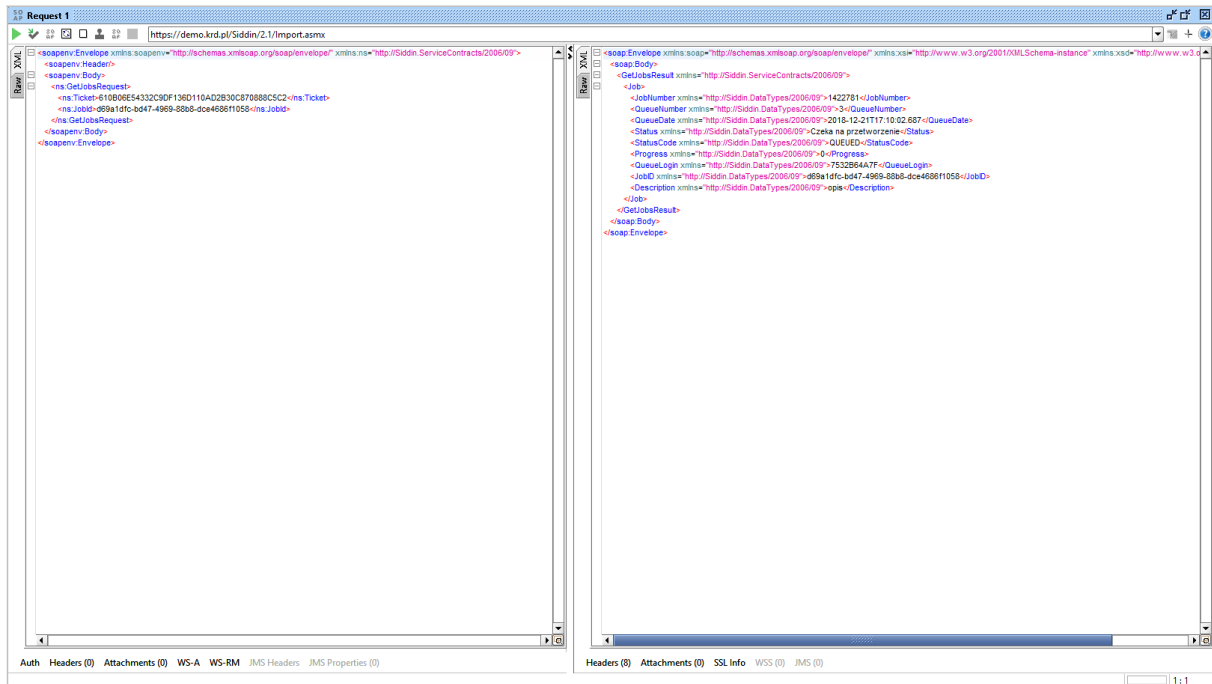 SO
AP Request 1
https://demo.krd.pl/Siddin/2.1/Import.asmx
XML
Raw
<soapenv:Envelope xmlns:soapenv="http://schemas.xmlsoap.org/soap/envelope/" xmlns:ns="http://Siddin.ServiceContracts/2006/09">
<soapenv:Header/>
<soapenv:Body>
<ns:GetJobsRequest>
<ns:Ticket>610B06E54332C9DF136D110AD2B30C870888C5C2</ns:Ticket>
<ns:JobId>d69a1dfc-bd47-4969-88b8-dce4686f1058</ns:JobId>
</ns:GetJobsRequest>
</soapenv:Body>
</soapenv:Envelope>
XML
Raw
<soap:Envelope xmlns:soap="http://schemas.xmlsoap.org/soap/envelope/" xmlns:xsi="http://www.w3.org/2001/XMLSchema-instance" xmlns:xsd="http://www.w3.o
<soap:Body>
<GetJobsResult xmlns="http://Siddin.ServiceContracts/2006/09">
<Job>
<JobNumber xmlns="http://Siddin.DataTypes/2006/09">1422781</JobNumber>
<QueueNumber xmlns="http://Siddin.DataTypes/2006/09">3</QueueNumber>
<QueueDate xmlns="http://Siddin.DataTypes/2006/09">2018-12-21T17:10:02.687</QueueDate>
<Status xmlns="http://Siddin.DataTypes/2006/09">Czeka na przetworzenie</Status>
<StatusCode xmlns="http://Siddin.DataTypes/2006/09">QUEUED</StatusCode>
<Progress xmlns="http://Siddin.DataTypes/2006/09">0</Progress>
<QueueLogin xmlns="http://Siddin.DataTypes/2006/09">7532B64A7F</QueueLogin>
<JobID xmlns="http://Siddin.DataTypes/2006/09">d69a1dfc-bd47-4969-88b8-dce4686f1058</JobID>
<Description xmlns="http://Siddin.DataTypes/2006/09">opis</Description>
</Job>
</GetJobsResult>
</soap:Body>
</soap:Envelope>
Auth Headers (0) Attachments (0) WS-A WS-RM JMS Headers JMS Properties (0)
Headers (8) Attachments (0) SSL Info WSS (0) JMS (0)
1 : 1